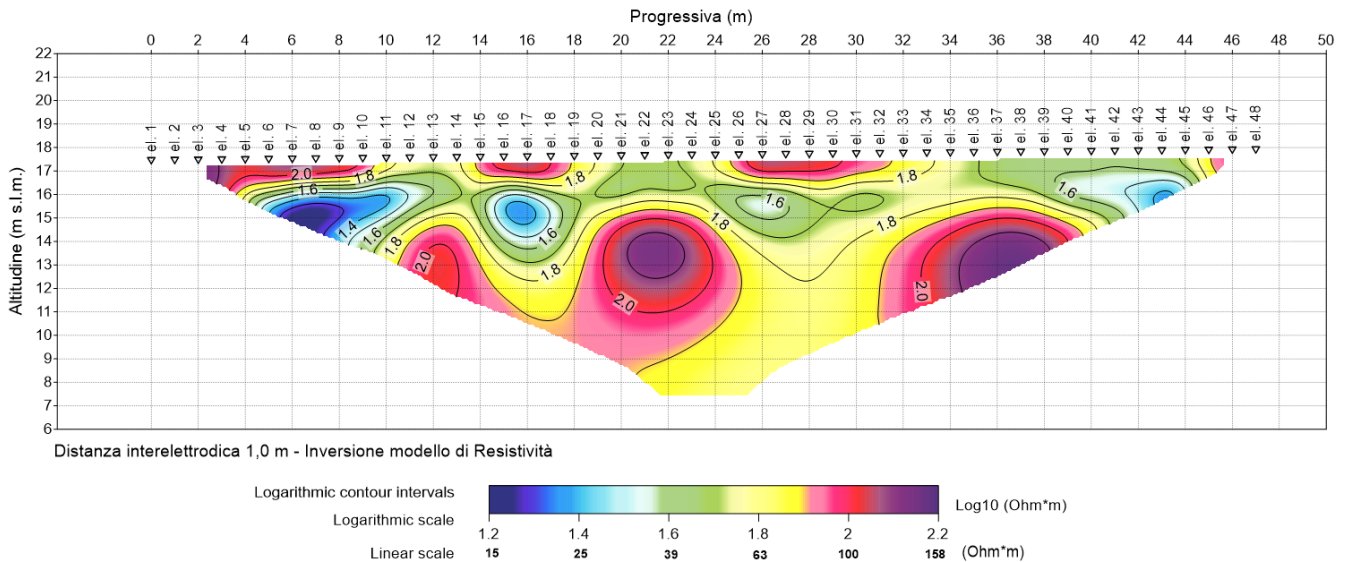 Progressiva (m)
0 2 4 6 8 10 12 14 16 18 20 22 24 26 28 30 32 34 36 38 40 42 44 46 48 50
22
21
20
19
18
17
16
15
14
13
12
11
10
9
8
7
6
Altitudine (m s.l.m.)
el. 1 el. 2 el. 3 el. 4 el. 5 el. 6 el. 7 el. 8 el. 9 el. 10 el. 11 el. 12 el. 13 el. 14 el. 15 el. 16 el. 17 el. 18 el. 19 el. 20 el. 21 el. 22 el. 23 el. 24 el. 25 el. 26 el. 27 el. 28 el. 29 el. 30 el. 31 el. 32 el. 33 el. 34 el. 35 el. 36 el. 37 el. 38 el. 39 el. 40 el. 41 el. 42 el. 43 el. 44 el. 45 el. 46 el. 47 el. 48
2.0 1.8 1.8 1.8
1.6 1.6 1.6
1.4 1.6 1.6 1.8 1.8 1.8
2.0 1.8
2.0 2.0
Distanza interelettrodica 1,0 m - Inversione modello di Resistività
Logarithmic contour intervals
Log10 (Ohm*m)
Logarithmic scale
1.2 1.4 1.6 1.8 2 2.2
Linear scale 15 25 39 63 100 158 (Ohm*m)